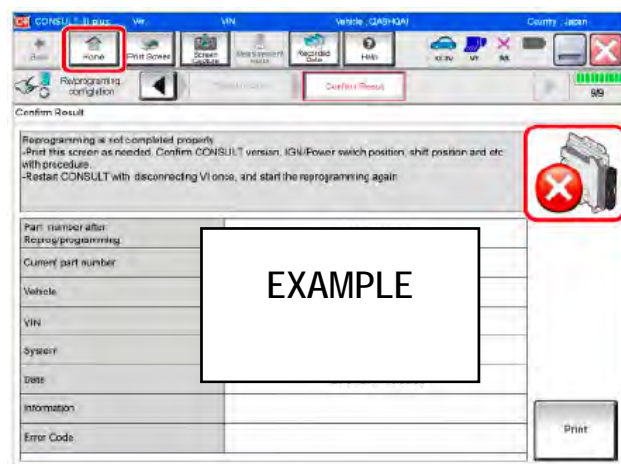 CONSULT-III plus Ver. VIN Vehicle : QASHQAI Country : Japan
Back Home Print Screen Screen Capture Measurement Mode Recorded Data Help VI
Reprogramming configuration Confirm Result 9/9
Confirm Result
Reprogramming is not completed properly.
-Print this screen as needed. Confirm CONSULT version, IGN/Power switch position, shift position and etc
with procedure.
-Restart CONSULT with disconnecting VI once, and start the reprogramming again
Part number after
Reprog/programming
Current part number
EXAMPLE
Vehicle
VIN
System
Date
Information
Error Code
Print